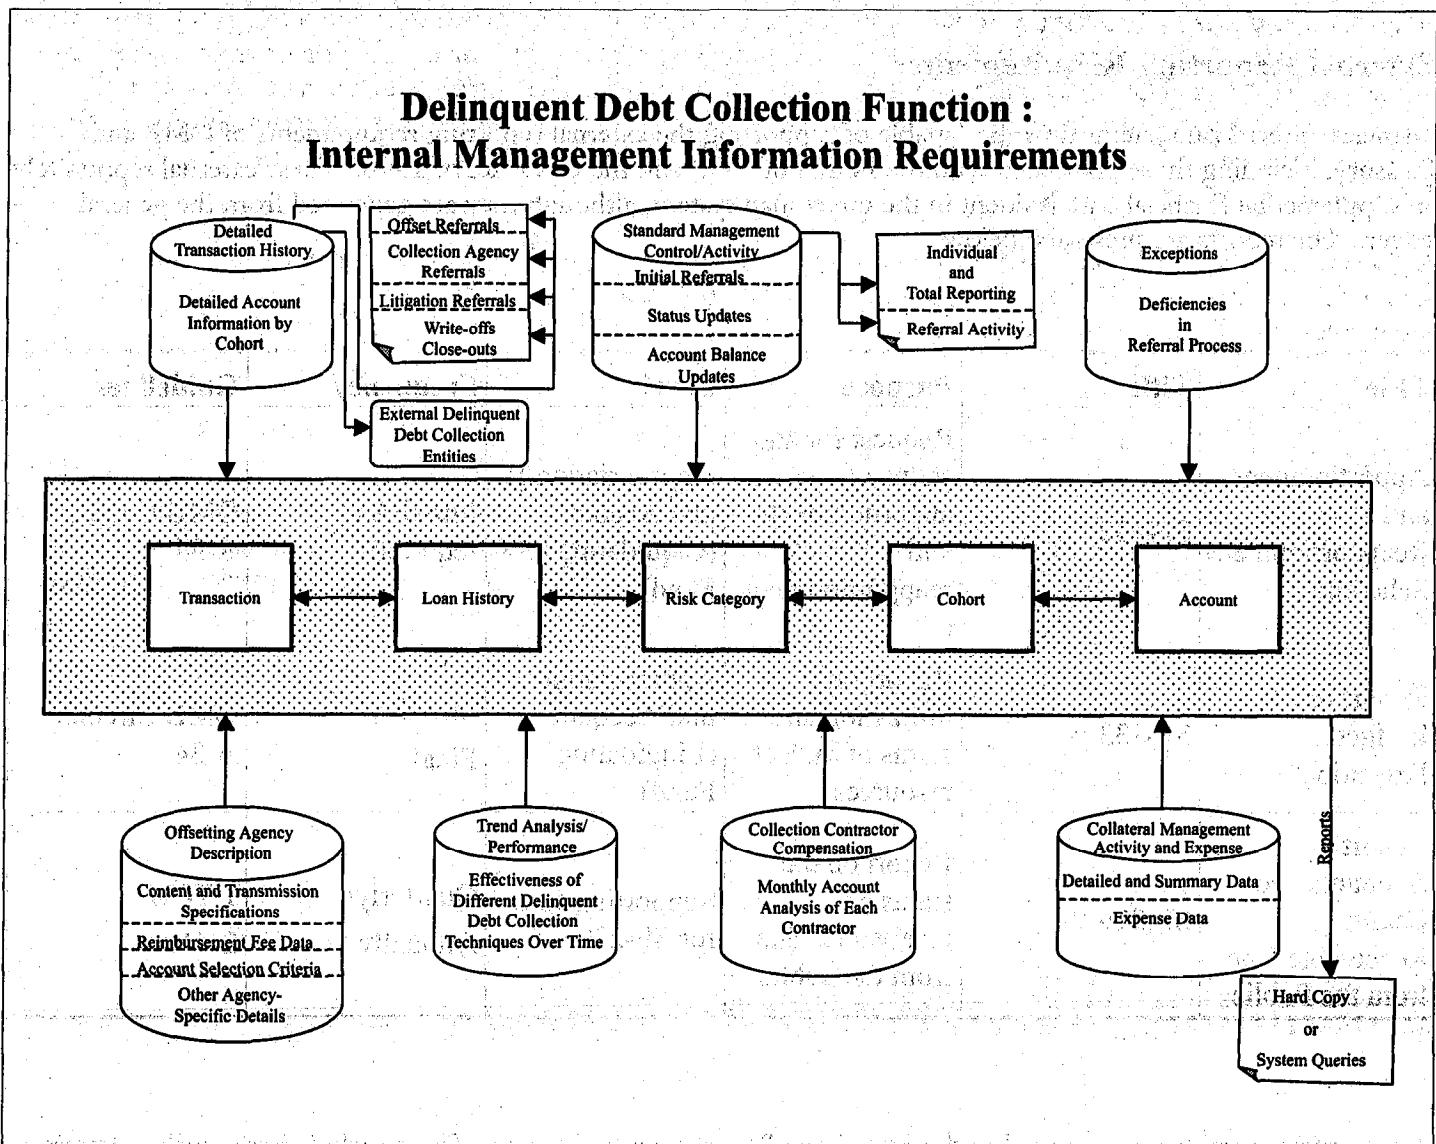 Delinquent Debt Collection Function :
Internal Management Information Requirements
Detailed
Transaction History
Detailed Account
Information by
Cohort
Offset Referrals
Collection Agency
Referrals
Litigation Referrals
Write-offs
Close-outs
External Delinquent
Debt Collection
Entities
Standard Management
Control/Activity
Initial Referrals
Status Updates
Account Balance
Updates
Individual
and
Total Reporting
Referral Activity
Exceptions
Deficiencies
in
Referral Process
Transaction
Loan History
Risk Category
Cohort
Account
Offsetting Agency
Description
Content and Transmission
Specifications
Reimbursement Fee Data
Account Selection Criteria
Other Agency-
Specific Details
Trend Analysis/
Performance
Effectiveness of
Different Delinquent
Debt Collection
Techniques Over Time
Collection Contractor
Compensation
Monthly Account
Analysis of Each
Contractor
Collateral Management
Activity and Expense
Detailed and Summary Data
Expense Data
Reports
Hard Copy
or
System Queries